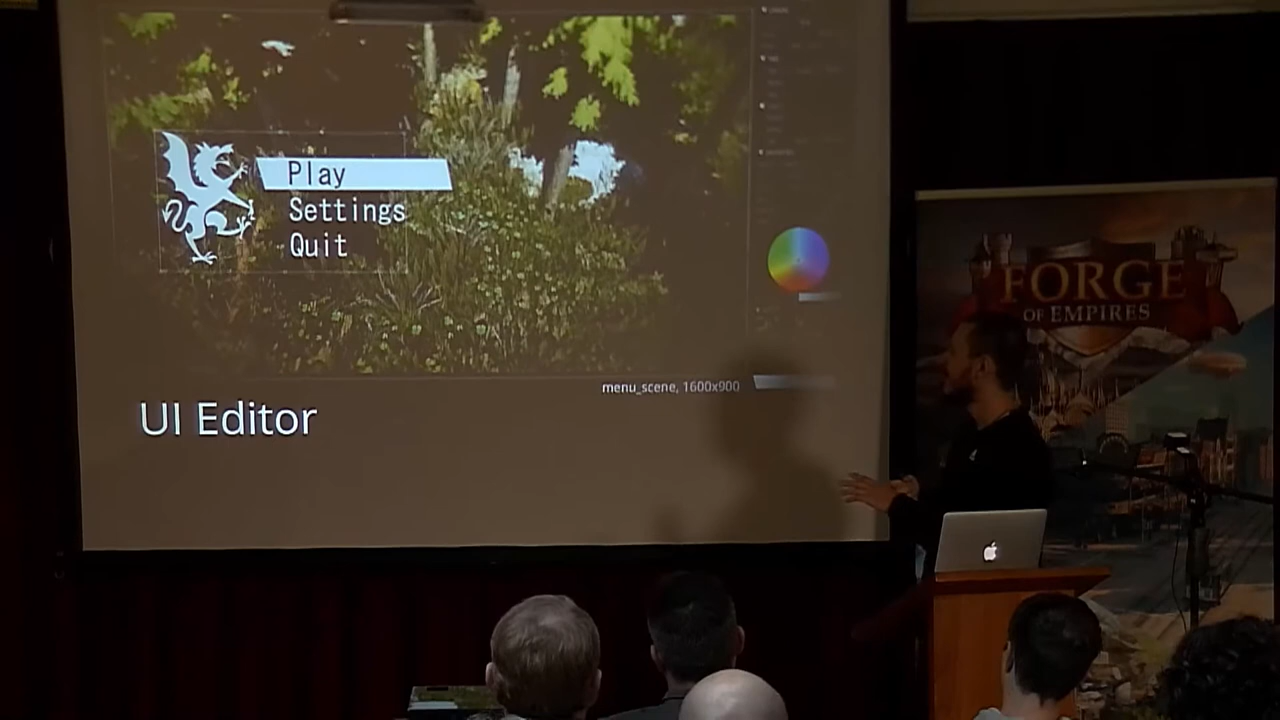 Play
Settings
Quit
menu_scene, 1600x900
UI Editor
FORGE
OF EMPIRES